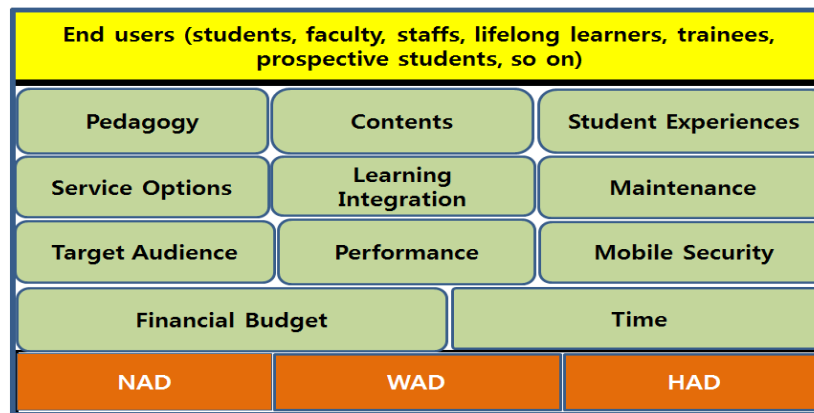 End users (students, faculty, staffs, lifelong learners, trainees,
prospective students, so on)
Pedagogy
Contents
Student Experiences
Service Options
Learning
Integration
Maintenance
Target Audience
Performance
Mobile Security
Financial Budget
Time
NAD
WAD
HAD